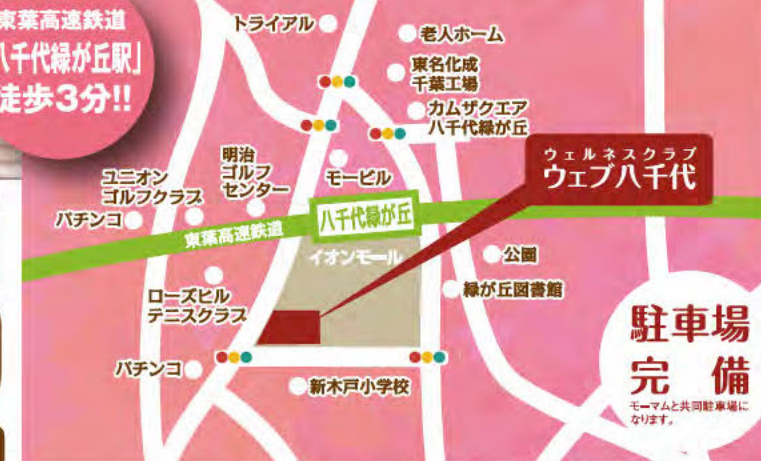 東葉高速鉄道
八千代緑が丘駅」
徒歩3分!!
トライアル
老人ホーム
東名化成
千葉工場
カムザクエア
八千代緑が丘
明治
ゴルフ
センター
モービル
ユニオン
ゴルフクラブ
パチンコ
東葉高速鉄道
八千代緑が丘
ウェルネスクラブ
ウェブ八千代
イオンモール
公園
緑が丘図書館
ローズヒル
テニスクラブ
パチンコ
新木戸小学校
駐車場
完備
モーマムと共同駐車場に
なります。